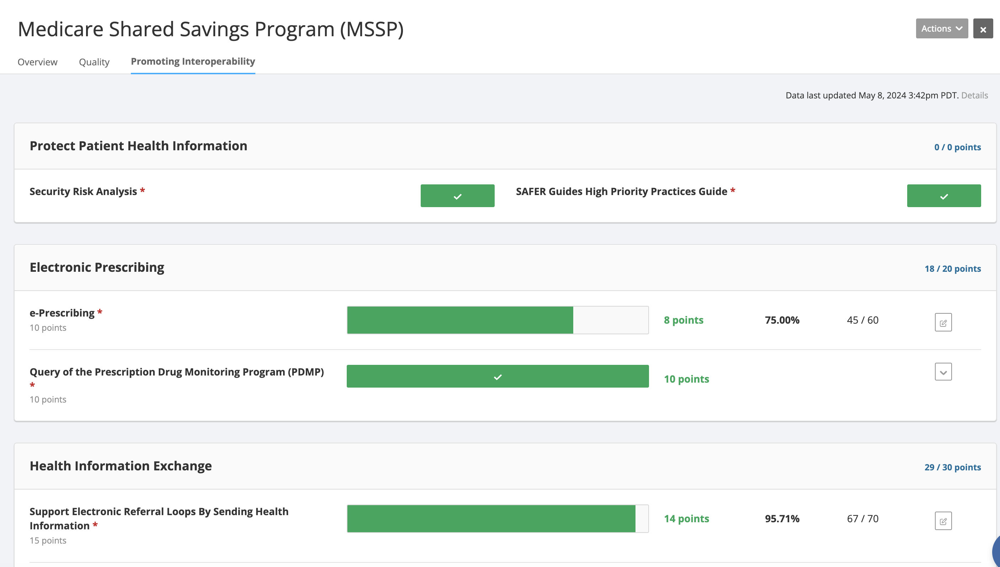 Medicare Shared Savings Program (MSSP)
Actions
Overview
Quality
Promoting Interoperability
Data last updated May 8, 2024 3:42pm PDT. Details
Protect Patient Health Information
0 / 0 points
Security Risk Analysis *
SAFER Guides High Priority Practices Guide *
Electronic Prescribing
18 / 20 points
e-Prescribing *
10 points
8 points
75.00%
45 / 60
Query of the Prescription Drug Monitoring Program (PDMP)
*
10 points
10 points
Health Information Exchange
29 / 30 points
Support Electronic Referral Loops By Sending Health
Information *
15 points
14 points
95.71%
67 / 70